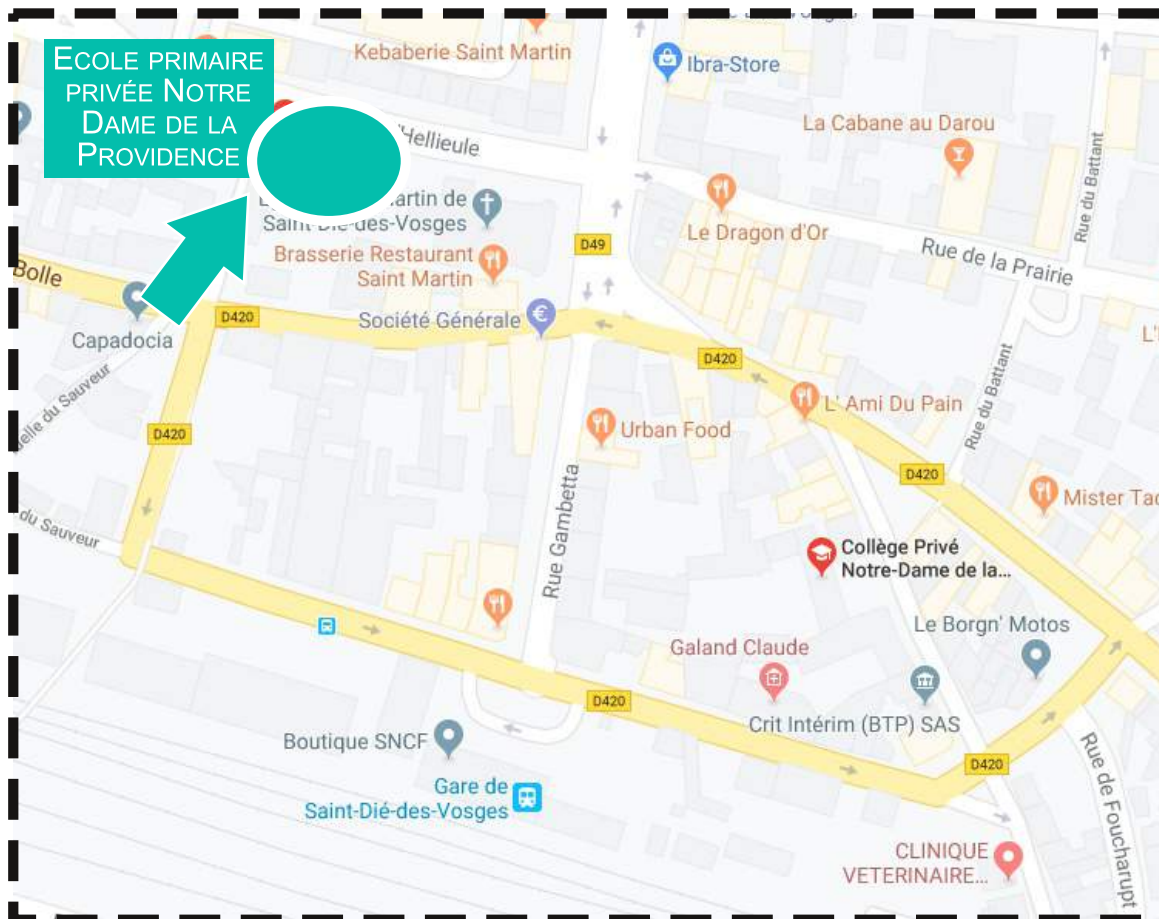 ECOLE PRIMAIRE
PRIVÉE NOTRE
DAME DE LA
PROVIDENCE
Kebaberie Saint Martin
Ibra-Store
La Cabane au Darou
Rue du Battant
Hellieule
artin de
Saint-Dié-des-Vosges
Le Dragon d'Or
Rue de la Prairie
D49
Brasserie Restaurant
Saint Martin
Bolle
Capadocia
D420
Société Générale
€
D420
L'
L' Ami Du Pain
Rue du Battant
du Sauveur
D420
Urban Food
D420
Mister Tac
du Sauveur
Rue Gambetta
Collège Privé
Notre-Dame de la...
Le Borgn' Motos
Galand Claude
Crit Intérim (BTP) SAS
D420
Boutique SNCF
D420
Rue de Foucharupt
Gare de
Saint-Dié-des-Vosges
CLINIQUE
VETERINAIRE...